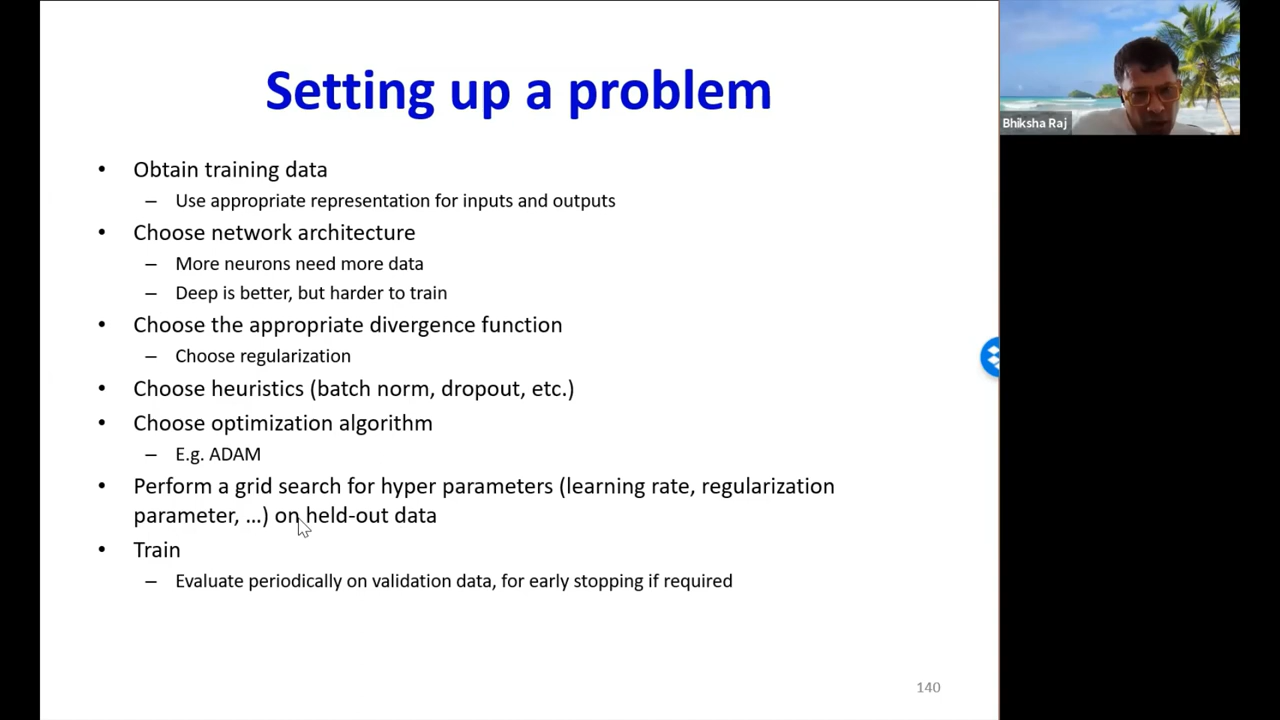 Setting up a problem
• Obtain training data
– Use appropriate representation for inputs and outputs
• Choose network architecture
– More neurons need more data
– Deep is better, but harder to train
• Choose the appropriate divergence function
– Choose regularization
• Choose heuristics (batch norm, dropout, etc.)
• Choose optimization algorithm
– E.g. ADAM
• Perform a grid search for hyper parameters (learning rate, regularization
parameter, …) on held-out data
• Train
– Evaluate periodically on validation data, for early stopping if required
140
Bhiksha Raj